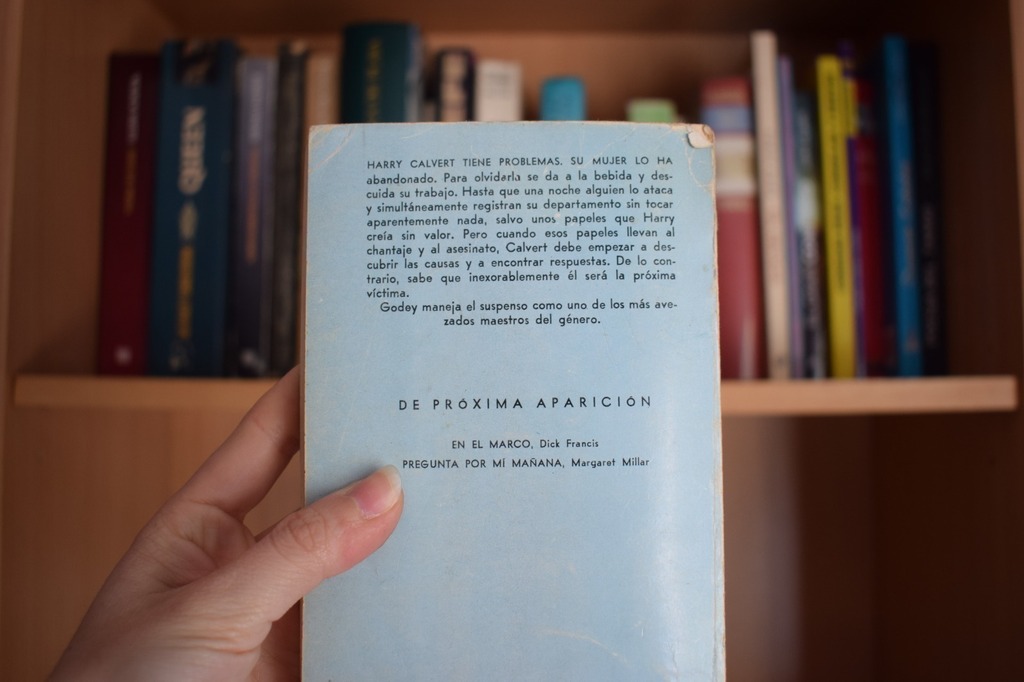 QUEEN
HARRY CALVERT TIENE PROBLEMAS. SU MUJER LO HA
abandonado. Para olvidarla se da a la bebida y des-
cuida su trabajo. Hasta que una noche alguien lo ataca
y simultáneamente registran su departamento sin tocar
aparentemente nada, salvo unos papeles que Harry
creía sin valor. Pero cuando esos papeles llevan al
chantaje y al asesinato, Calvert debe empezar a des-
cubrir las causas y a encontrar respuestas. De lo con-
trario, sabe que inexorablemente él será la próxima
víctima.
Godey maneja el suspenso como uno de los más ave-
zados maestros del género.
DE PRÓXIMA APARICIÓN
EN EL MARCO, Dick Francis
PREGUNTA POR MÍ MAÑANA, Margaret Millar